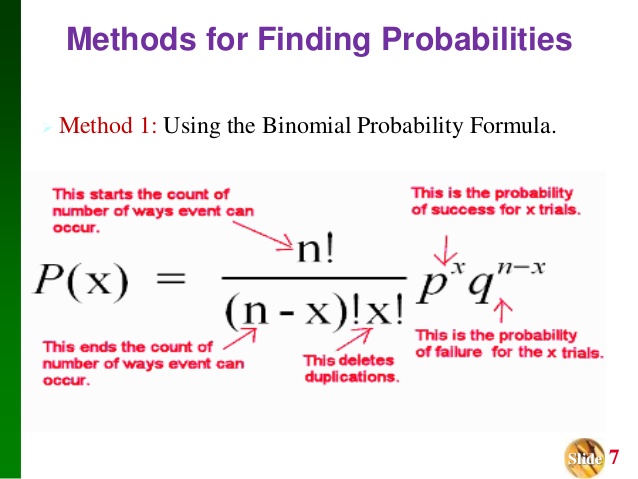 Methods for Finding Probabilities
Method 1: Using the Binomial Probability Formula.
This starts the count of
number of ways event can
occur.
This is the probability
of success for x trials.
P(x) = n! / (n - x)!x! p^x q^(n-x)
This ends the count of
number of ways event can
occur.
This deletes
duplications.
This is the probability
of failure for the x trials.
Slide 7